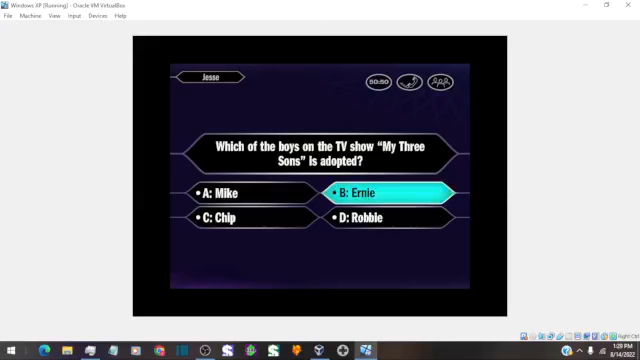 Windows XP [Running] - Oracle VM VirtualBox
File Machine View Input Devices Help
Jesse
50:50
Which of the boys on the TV show “My Three
Sons” is adopted?
• A: Mike
• B: Ernie
• C: Chip
• D: Robbie
Right Ctrl
1:29 PM
8/14/2022